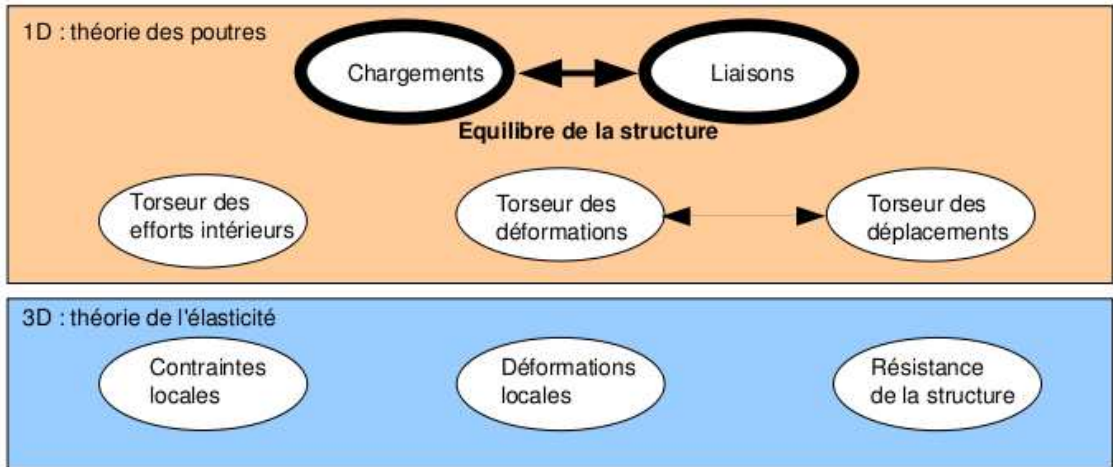 1D : théorie des poutres
Chargements
Liaisons
Equilibre de la structure
Torseur des
efforts intérieurs
Torseur des
déformations
Torseur des
déplacements
3D : théorie de l'élasticité
Contraintes
locales
Déformations
locales
Résistance
de la structure